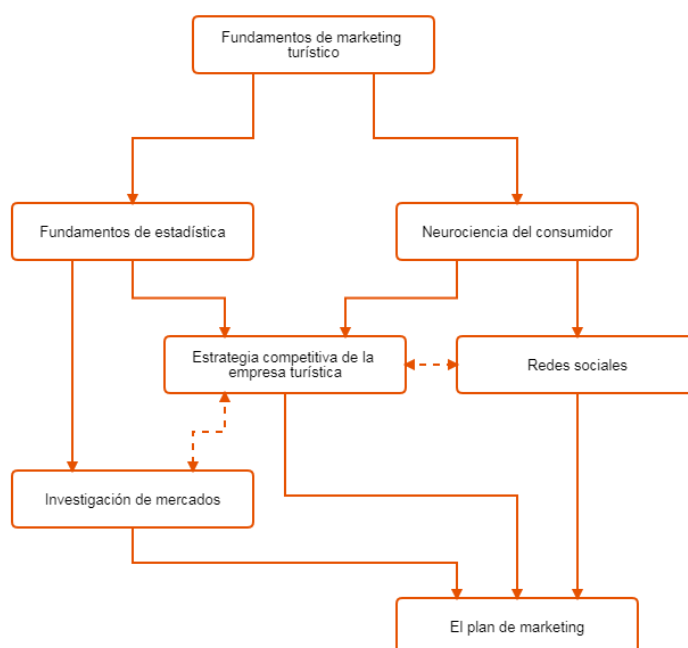 Fundamentos de marketing
turístico
Fundamentos de estadística
Neurociencia del consumidor
Estrategia competitiva de la
empresa turística
Redes sociales
Investigación de mercados
El plan de marketing